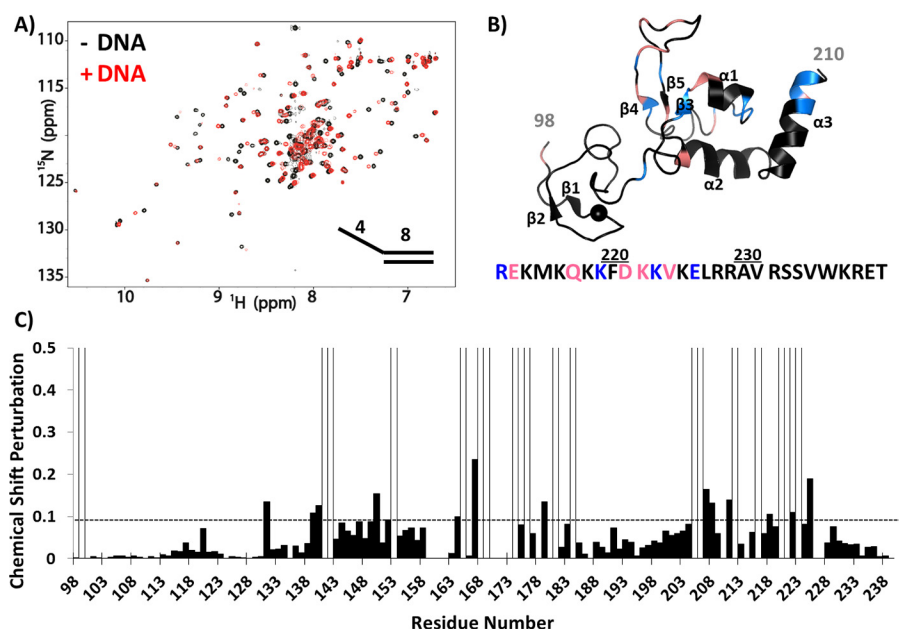 A)
- DNA
+ DNA
110
115
120
125
130
135
¹⁵N (ppm)
10
9
8
7
¹H (ppm)
4
8
B)
210
98
α1
α2
α3
β1
β2
β3
β4
β5
220
230
REKMKQKKFDKKVKELRRAVRSSVWKRET
C)
Chemical Shift Perturbation
0.5
0.4
0.3
0.2
0.1
0
98
103
108
113
118
123
128
133
138
143
148
153
158
163
168
173
178
183
188
193
198
203
208
213
218
223
228
233
238
Residue Number